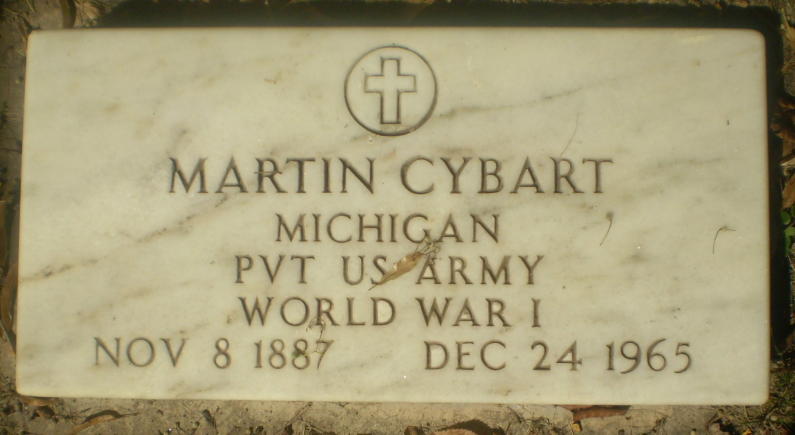 MARTIN CYBART
MICHIGAN
PVT US ARMY
WORLD WAR I
NOV 8 1887 DEC 24 1965